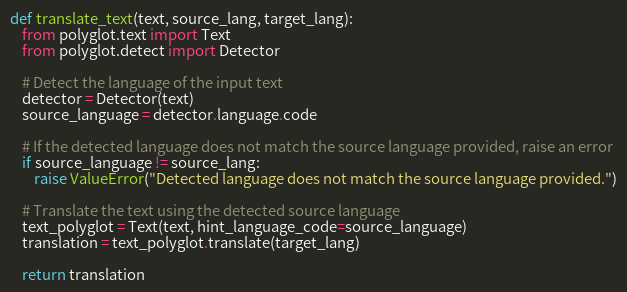 def translate_text(text, source_lang, target_lang):
from polyglot.text import Text
from polyglot.detect import Detector
# Detect the language of the input text
detector = Detector(text)
source_language = detector.language.code
# If the detected language does not match the source language provided, raise an error
if source_language != source_lang:
raise ValueError("Detected language does not match the source language provided.")
# Translate the text using the detected source language
text_polyglot = Text(text, hint_language_code=source_language)
translation = text_polyglot.translate(target_lang)
return translation